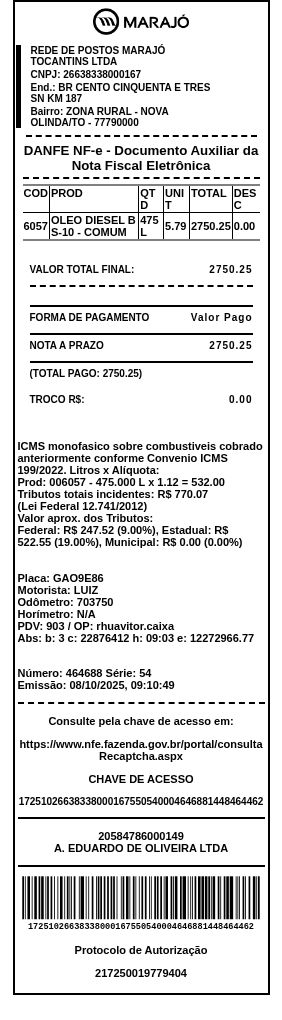 MARAJÓ
REDE DE POSTOS MARAJÓ
TOCANTINS LTDA
CNPJ: 26638338000167
End.: BR CENTO CINQUENTA E TRES
SN KM 187
Bairro: ZONA RURAL - NOVA
OLINDA/TO - 77790000
DANFE NF-e - Documento Auxiliar da
Nota Fiscal Eletrônica
COD PROD QTD UNIT TOTAL DESC
6057 OLEO DIESEL B S-10 - COMUM 475 L 5.79 2750.25 0.00
VALOR TOTAL FINAL: 2750.25
FORMA DE PAGAMENTO Valor Pago
NOTA A PRAZO 2750.25
(TOTAL PAGO: 2750.25)
TROCO R$: 0.00
ICMS monofasico sobre combustiveis cobrado
anteriormente conforme Convenio ICMS
199/2022. Litros x Alíquota:
Prod: 006057 - 475.000 L x 1.12 = 532.00
Tributos totais incidentes: R$ 770.07
(Lei Federal 12.741/2012)
Valor aprox. dos Tributos:
Federal: R$ 247.52 (9.00%), Estadual: R$
522.55 (19.00%), Municipal: R$ 0.00 (0.00%)
Placa: GAO9E86
Motorista: LUIZ
Odômetro: 703750
Horímetro: N/A
PDV: 903 / OP: rhuavitor.caixa
Abs: b: 3 c: 22876412 h: 09:03 e: 12272966.77
Número: 464688 Série: 54
Emissão: 08/10/2025, 09:10:49
Consulte pela chave de acesso em:
https://www.nfe.fazenda.gov.br/portal/consulta
Recaptcha.aspx
CHAVE DE ACESSO
17251026638338000167550540004646881448464462
20584786000149
A. EDUARDO DE OLIVEIRA LTDA
17251026638338000167550540004646881448464462
Protocolo de Autorização
217250019779404